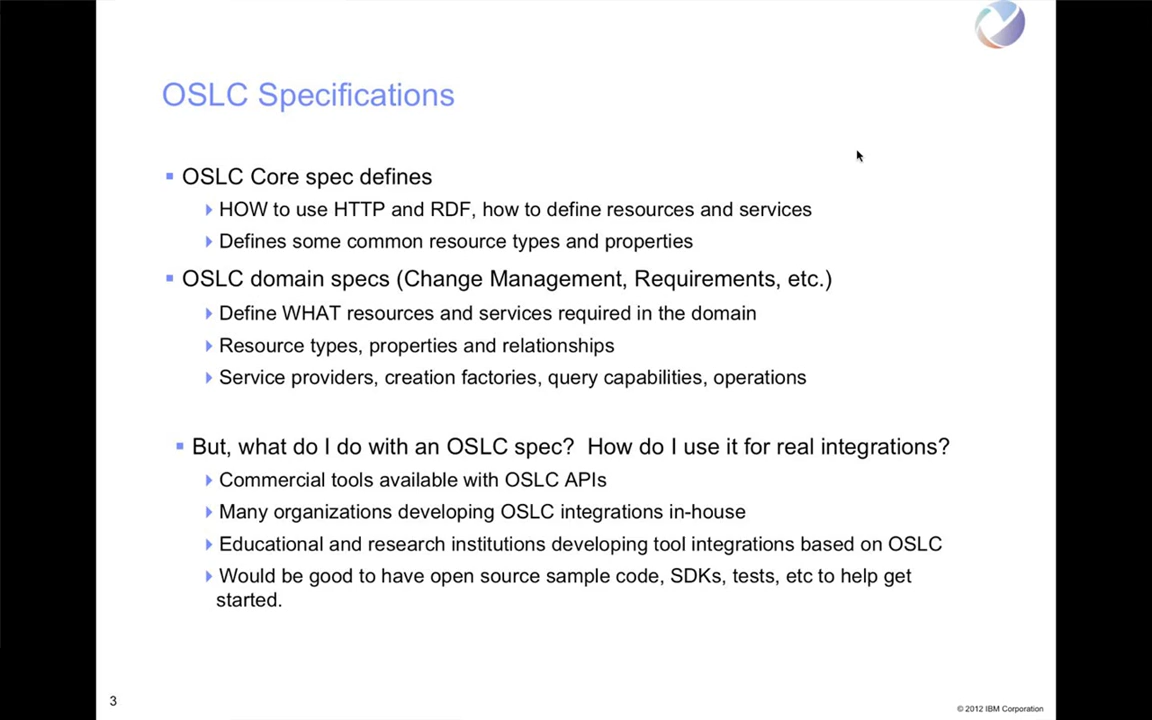 OSLC Specifications
OSLC Core spec defines
HOW to use HTTP and RDF, how to define resources and services
Defines some common resource types and properties
OSLC domain specs (Change Management, Requirements, etc.)
Define WHAT resources and services required in the domain
Resource types, properties and relationships
Service providers, creation factories, query capabilities, operations
But, what do I do with an OSLC spec?  How do I use it for real integrations?
Commercial tools available with OSLC APIs
Many organizations developing OSLC integrations in-house
Educational and research institutions developing tool integrations based on OSLC
Would be good to have open source sample code, SDKs, tests, etc to help get
started.
3
© 2012 IBM Corporation